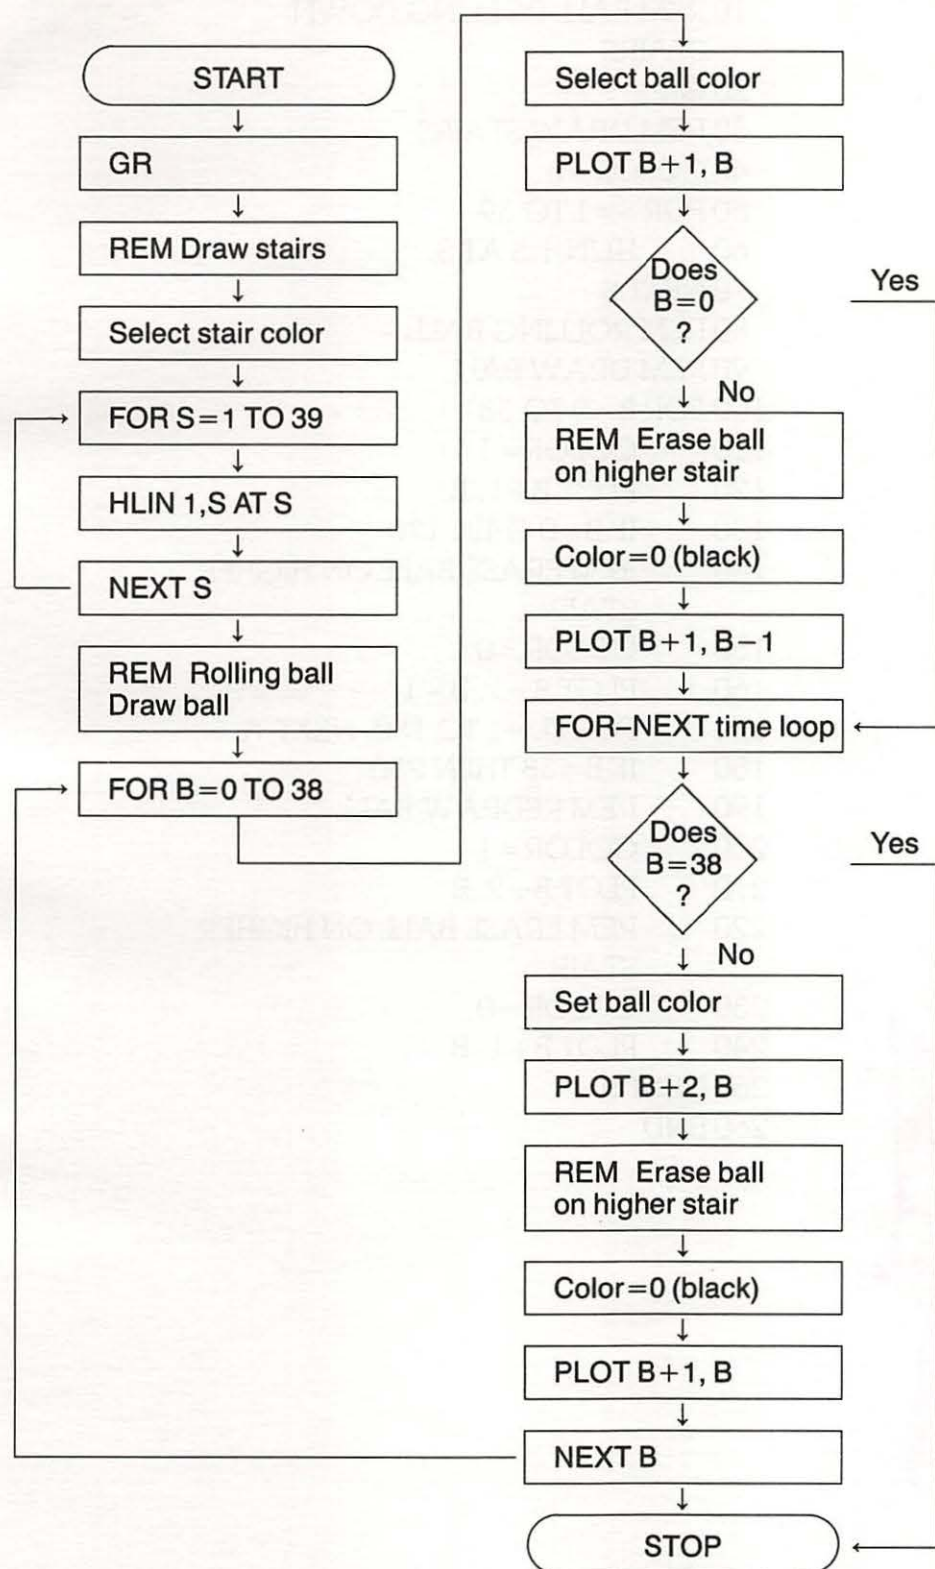 START
GR
REM Draw stairs
Select stair color
FOR S=1 TO 39
HLIN 1,S AT S
NEXT S
REM Rolling ball
Draw ball
FOR B=0 TO 38
Select ball color
PLOT B+1, B
Does
B=0
?
Yes
No
REM Erase ball
on higher stair
Color=0 (black)
PLOT B+1, B−1
FOR–NEXT time loop
Does
B=38
?
Yes
No
Set ball color
PLOT B+2, B
REM Erase ball
on higher stair
Color=0 (black)
PLOT B+1, B
NEXT B
STOP